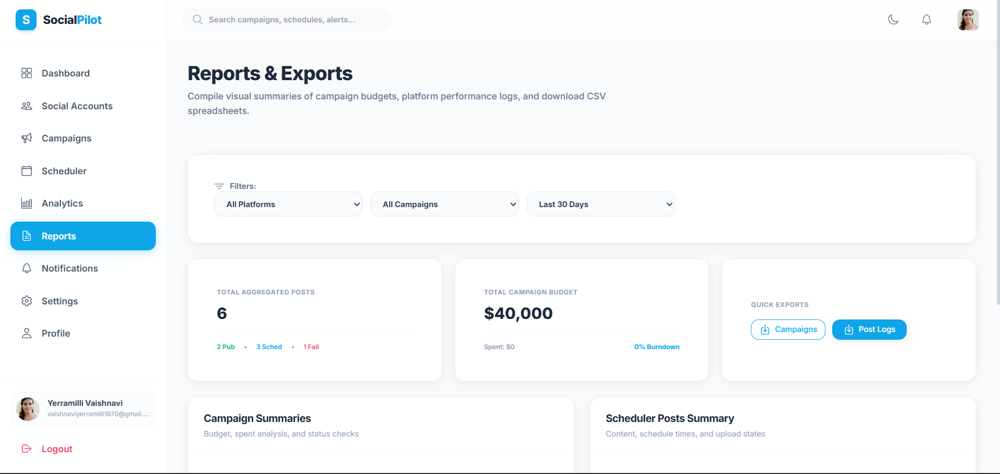 S SocialPilot
Search campaigns, schedules, alerts...
Dashboard
Social Accounts
Campaigns
Scheduler
Analytics
Reports
Notifications
Settings
Profile
Yerramilli Vaishnavi
vaishnaviyerramilli1970@gmail....
Logout
Reports & Exports
Compile visual summaries of campaign budgets, platform performance logs, and download CSV
spreadsheets.
Filters:
All Platforms
All Campaigns
Last 30 Days
TOTAL AGGREGATED POSTS
6
2 Pub • 3 Sched • 1 Fail
TOTAL CAMPAIGN BUDGET
$40,000
Spent: $0
0% Burndown
QUICK EXPORTS
Campaigns
Post Logs
Campaign Summaries
Budget, spent analysis, and status checks
Scheduler Posts Summary
Content, schedule times, and upload states